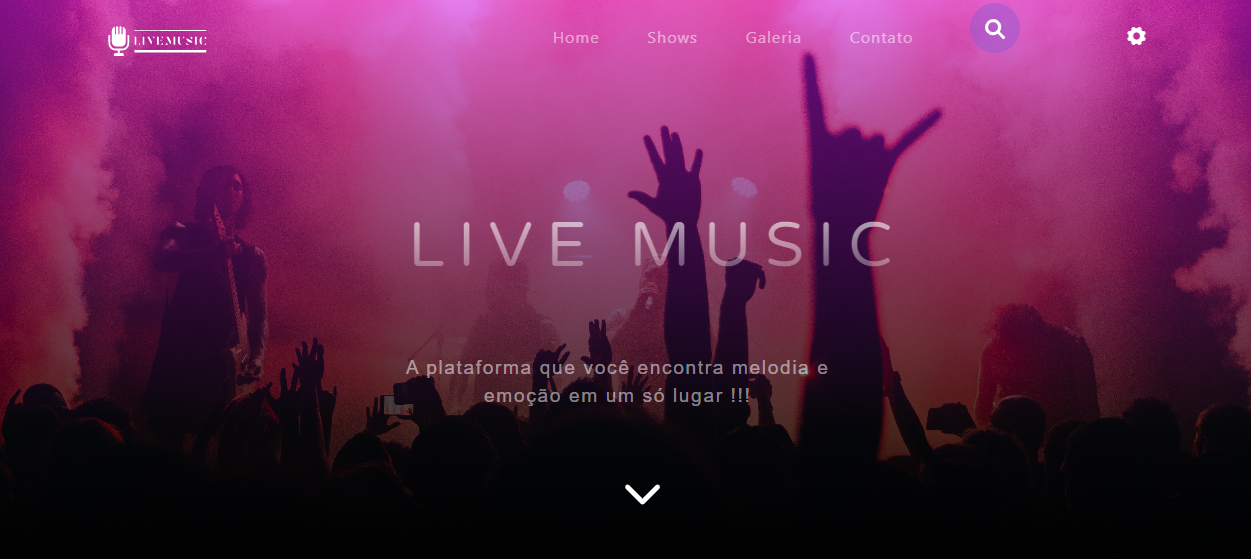 LIVEMUSIC
Home Shows Galeria Contato
LIVE MUSIC
A plataforma que você encontra melodia e
emoção em um só lugar !!!